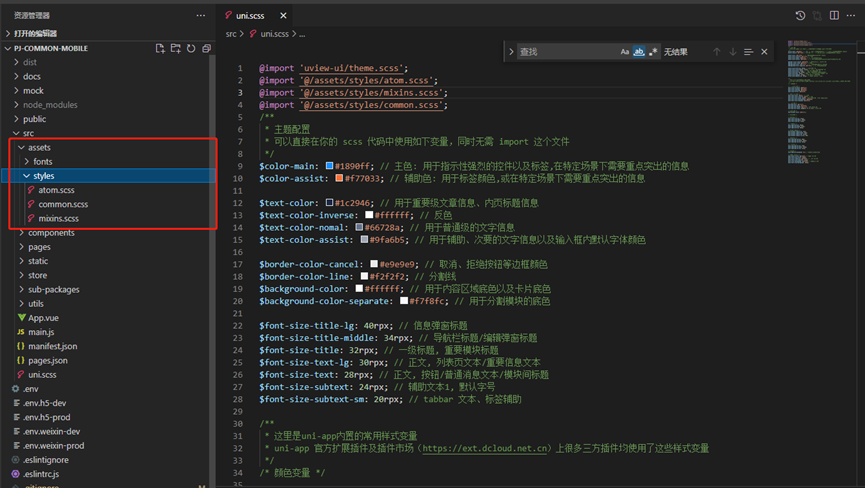 资源管理器
打开的编辑器
PJ-COMMON-MOBILE
dist
docs
mock
node_modules
public
src
assets
fonts
styles
atom.scss
common.scss
mixins.scss
components
pages
static
store
sub-packages
utils
App.vue
JS main.js
{ } manifest.json
{ } pages.json
uni.scss
.env
.env.h5-dev
.env.h5-prod
.env.weixin-dev
.env.weixin-prod
.eslintignore
.eslintrc.js
uni.scss
src > uni.scss > ...
查找
Aa ab 无结果
1 @import 'uview-ui/theme.scss';
2 @import '@/assets/styles/atom.scss';
3 @import '@/assets/styles/mixins.scss';
4 @import '@/assets/styles/common.scss';
5 /**
6 * 主题配置
7 * 可以直接在你的 scss 代码中使用如下变量，同时无需 import 这个文件
8 */
9 $color-main: #1890ff; // 主色: 用于指示性强烈的控件以及标签,在特定场景下需要重点突出的信息
10 $color-assist: #f77033; // 辅助色: 用于标签颜色,或在特定场景下需要重点突出的信息
11
12 $text-color: #1c2946; // 用于重要级文章信息、内页标题信息
13 $text-color-inverse: #ffffff; // 反色
14 $text-color-nomal: #66728a; // 用于普通级的文字信息
15 $text-color-assist: #9fa6b5; // 用于辅助、次要的文字信息以及输入框内默认字体颜色
16
17 $border-color-cancel: #e9e9e9; // 取消、拒绝按钮等边框颜色
18 $border-color-line: #f2f2f2; // 分割线
19 $background-color: #ffffff; // 用于内容区域底色以及卡片底色
20 $background-color-separate: #f7f8fc; // 用于分割模块的底色
21
22
23 $font-size-title-lg: 40rpx; // 信息弹窗标题
24 $font-size-title-middle: 34rpx; // 导航栏标题/编辑弹窗标题
24 $font-size-title: 32rpx; // 一级标题, 重要模块标题
25 $font-size-text-lg: 30rpx; // 正文, 列表页文本/重要信息文本
26 $font-size-text: 28rpx; // 正文, 按钮/普通消息文本/模块间标题
27 $font-size-subtext: 24rpx; // 辅助文本1, 默认字号
28 $font-size-subtext-sm: 20rpx; // tabbar 文本、标签辅助
29
30 /**
31 * 这里是uni-app内置的常用样式变量
32 * uni-app 官方扩展插件及插件市场（https://ext.dcloud.net.cn）上很多三方插件均使用了这些样式变量
33 */
34 /* 颜色变量 */
35